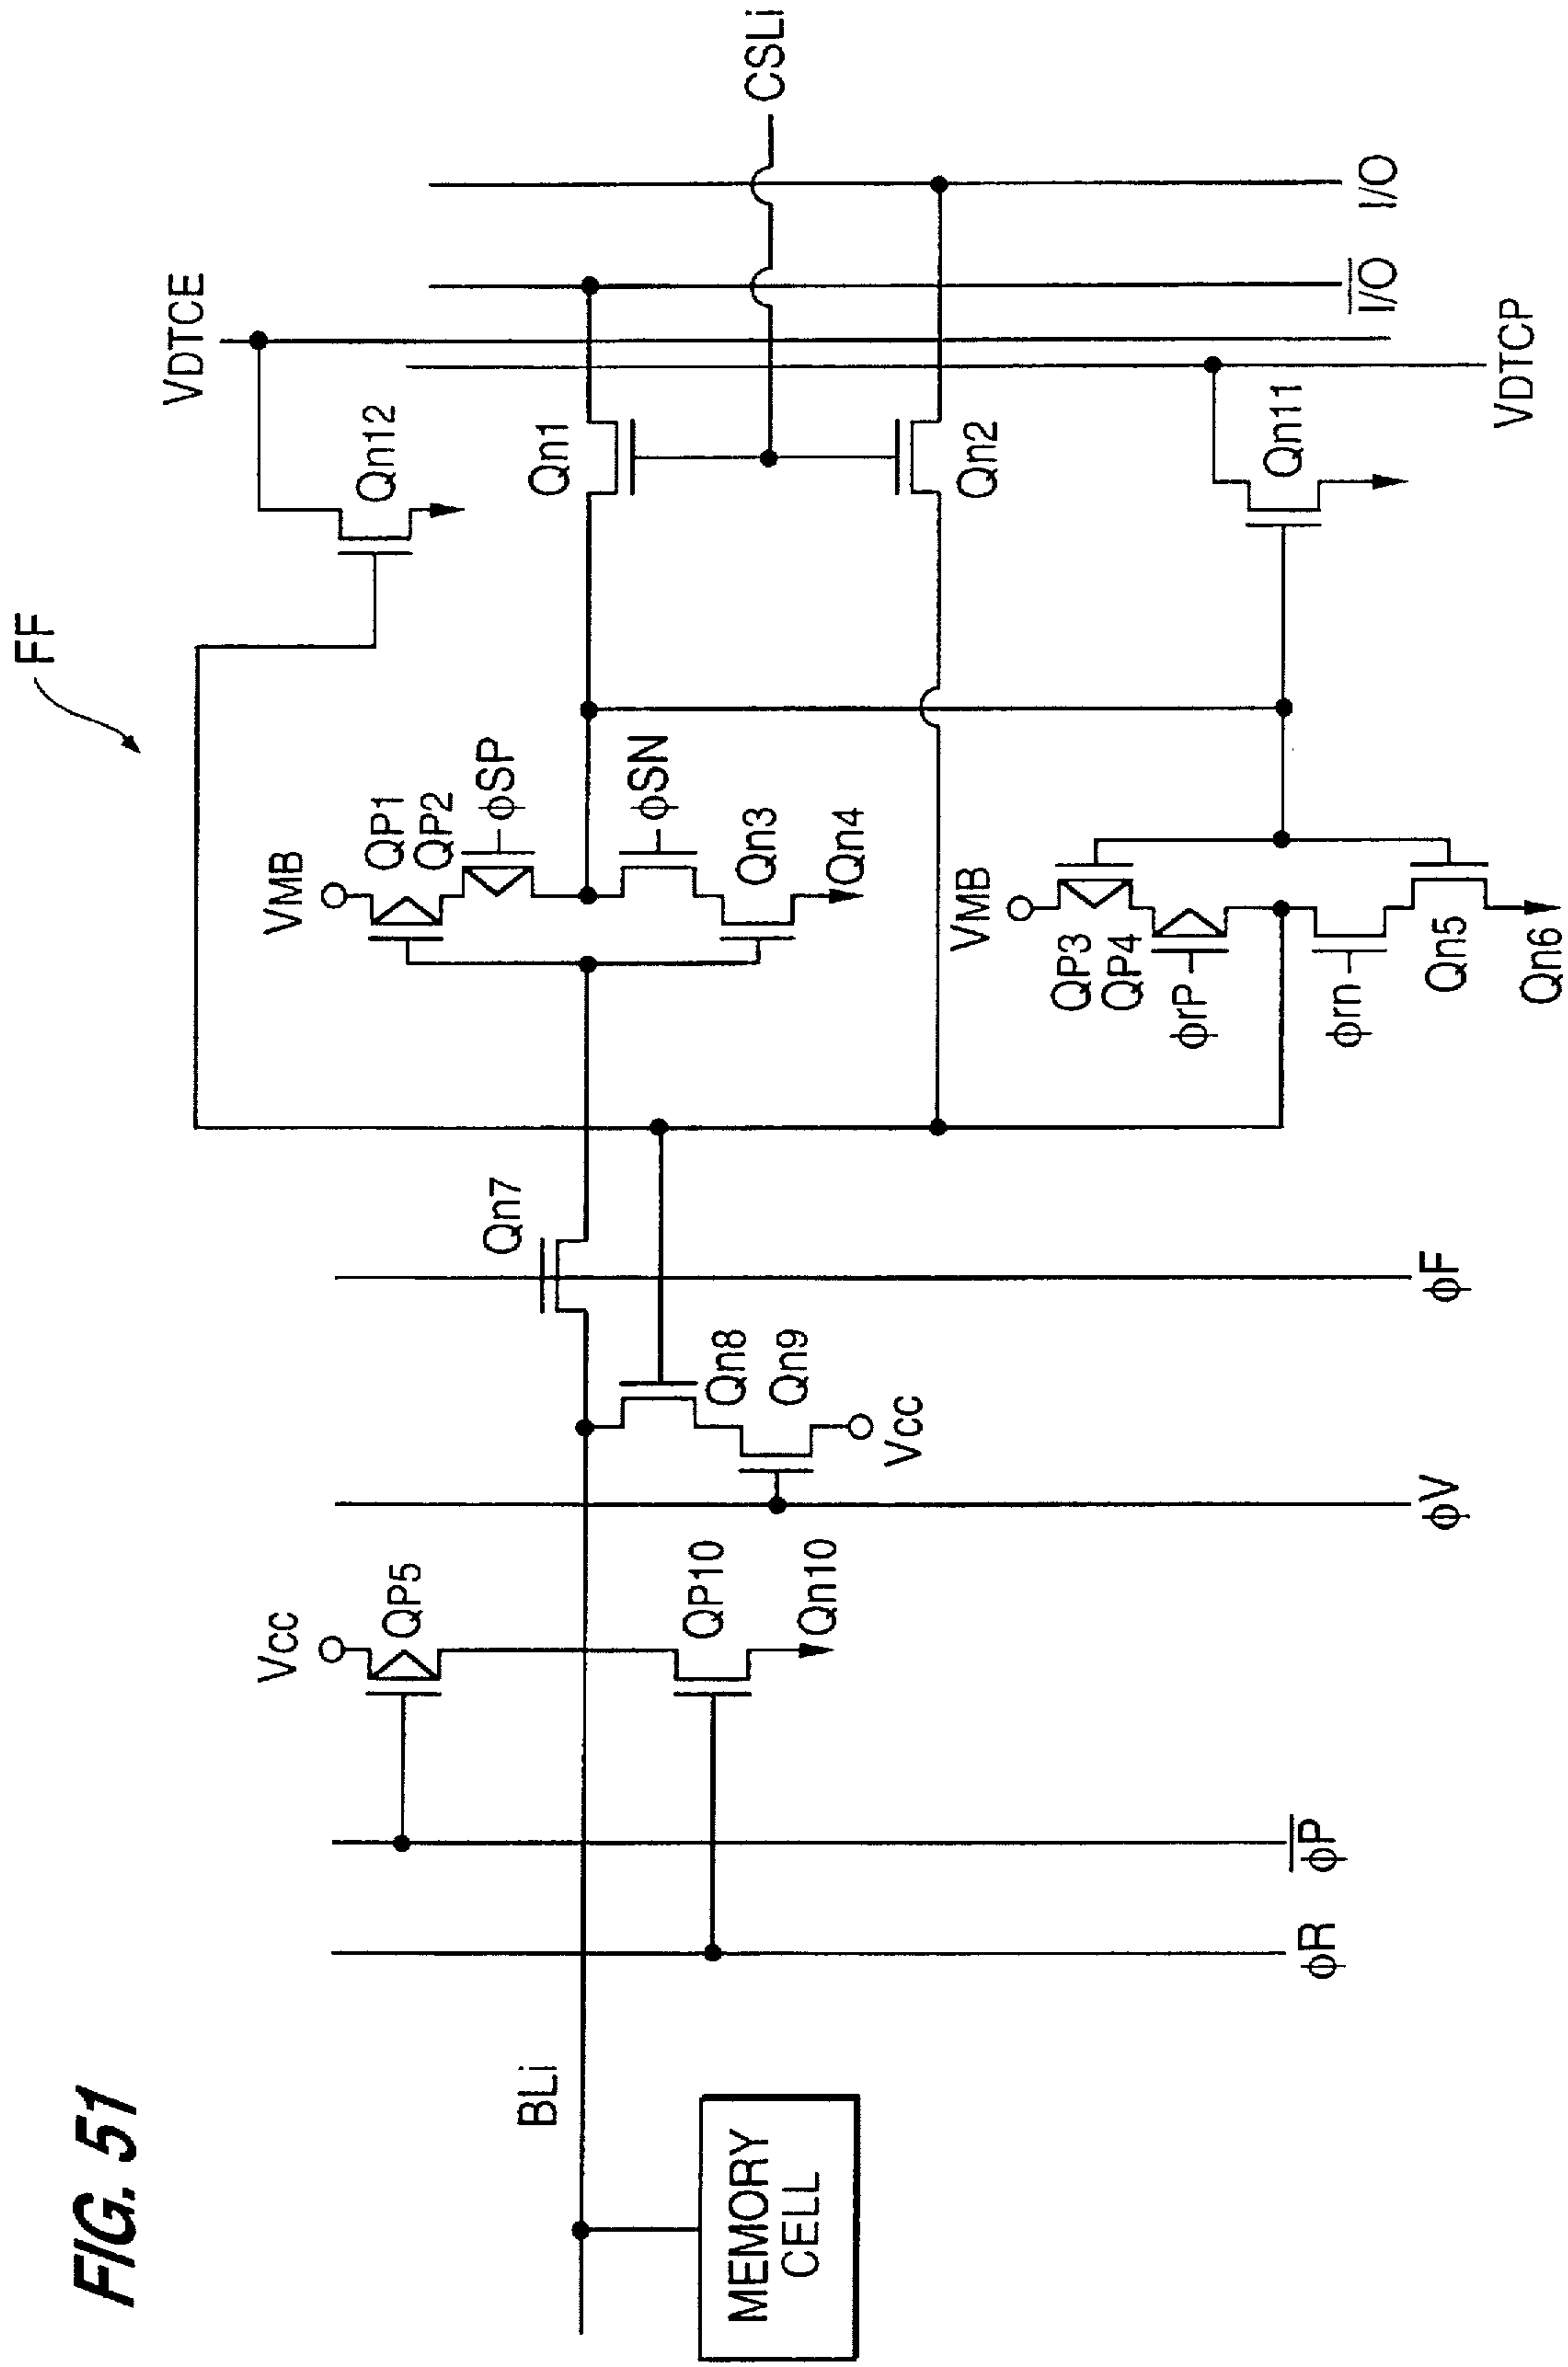 FIG. 51
FF
VDTCE
CSLi
I/O
I/O
VDTCP
Qn12
Qn1
Qn2
Qn11
VMB
QP1
QP2
ϕSP
ϕSN
Qn3
Qn4
VMB
QP3
QP4
ϕrP
ϕrn
Qn5
Qn6
Qn7
ϕF
Qn8
Qn9
Vcc
ϕV
Vcc
QP5
QP10
Qn10
ϕP
ϕR
BLi
MEMORY
CELL